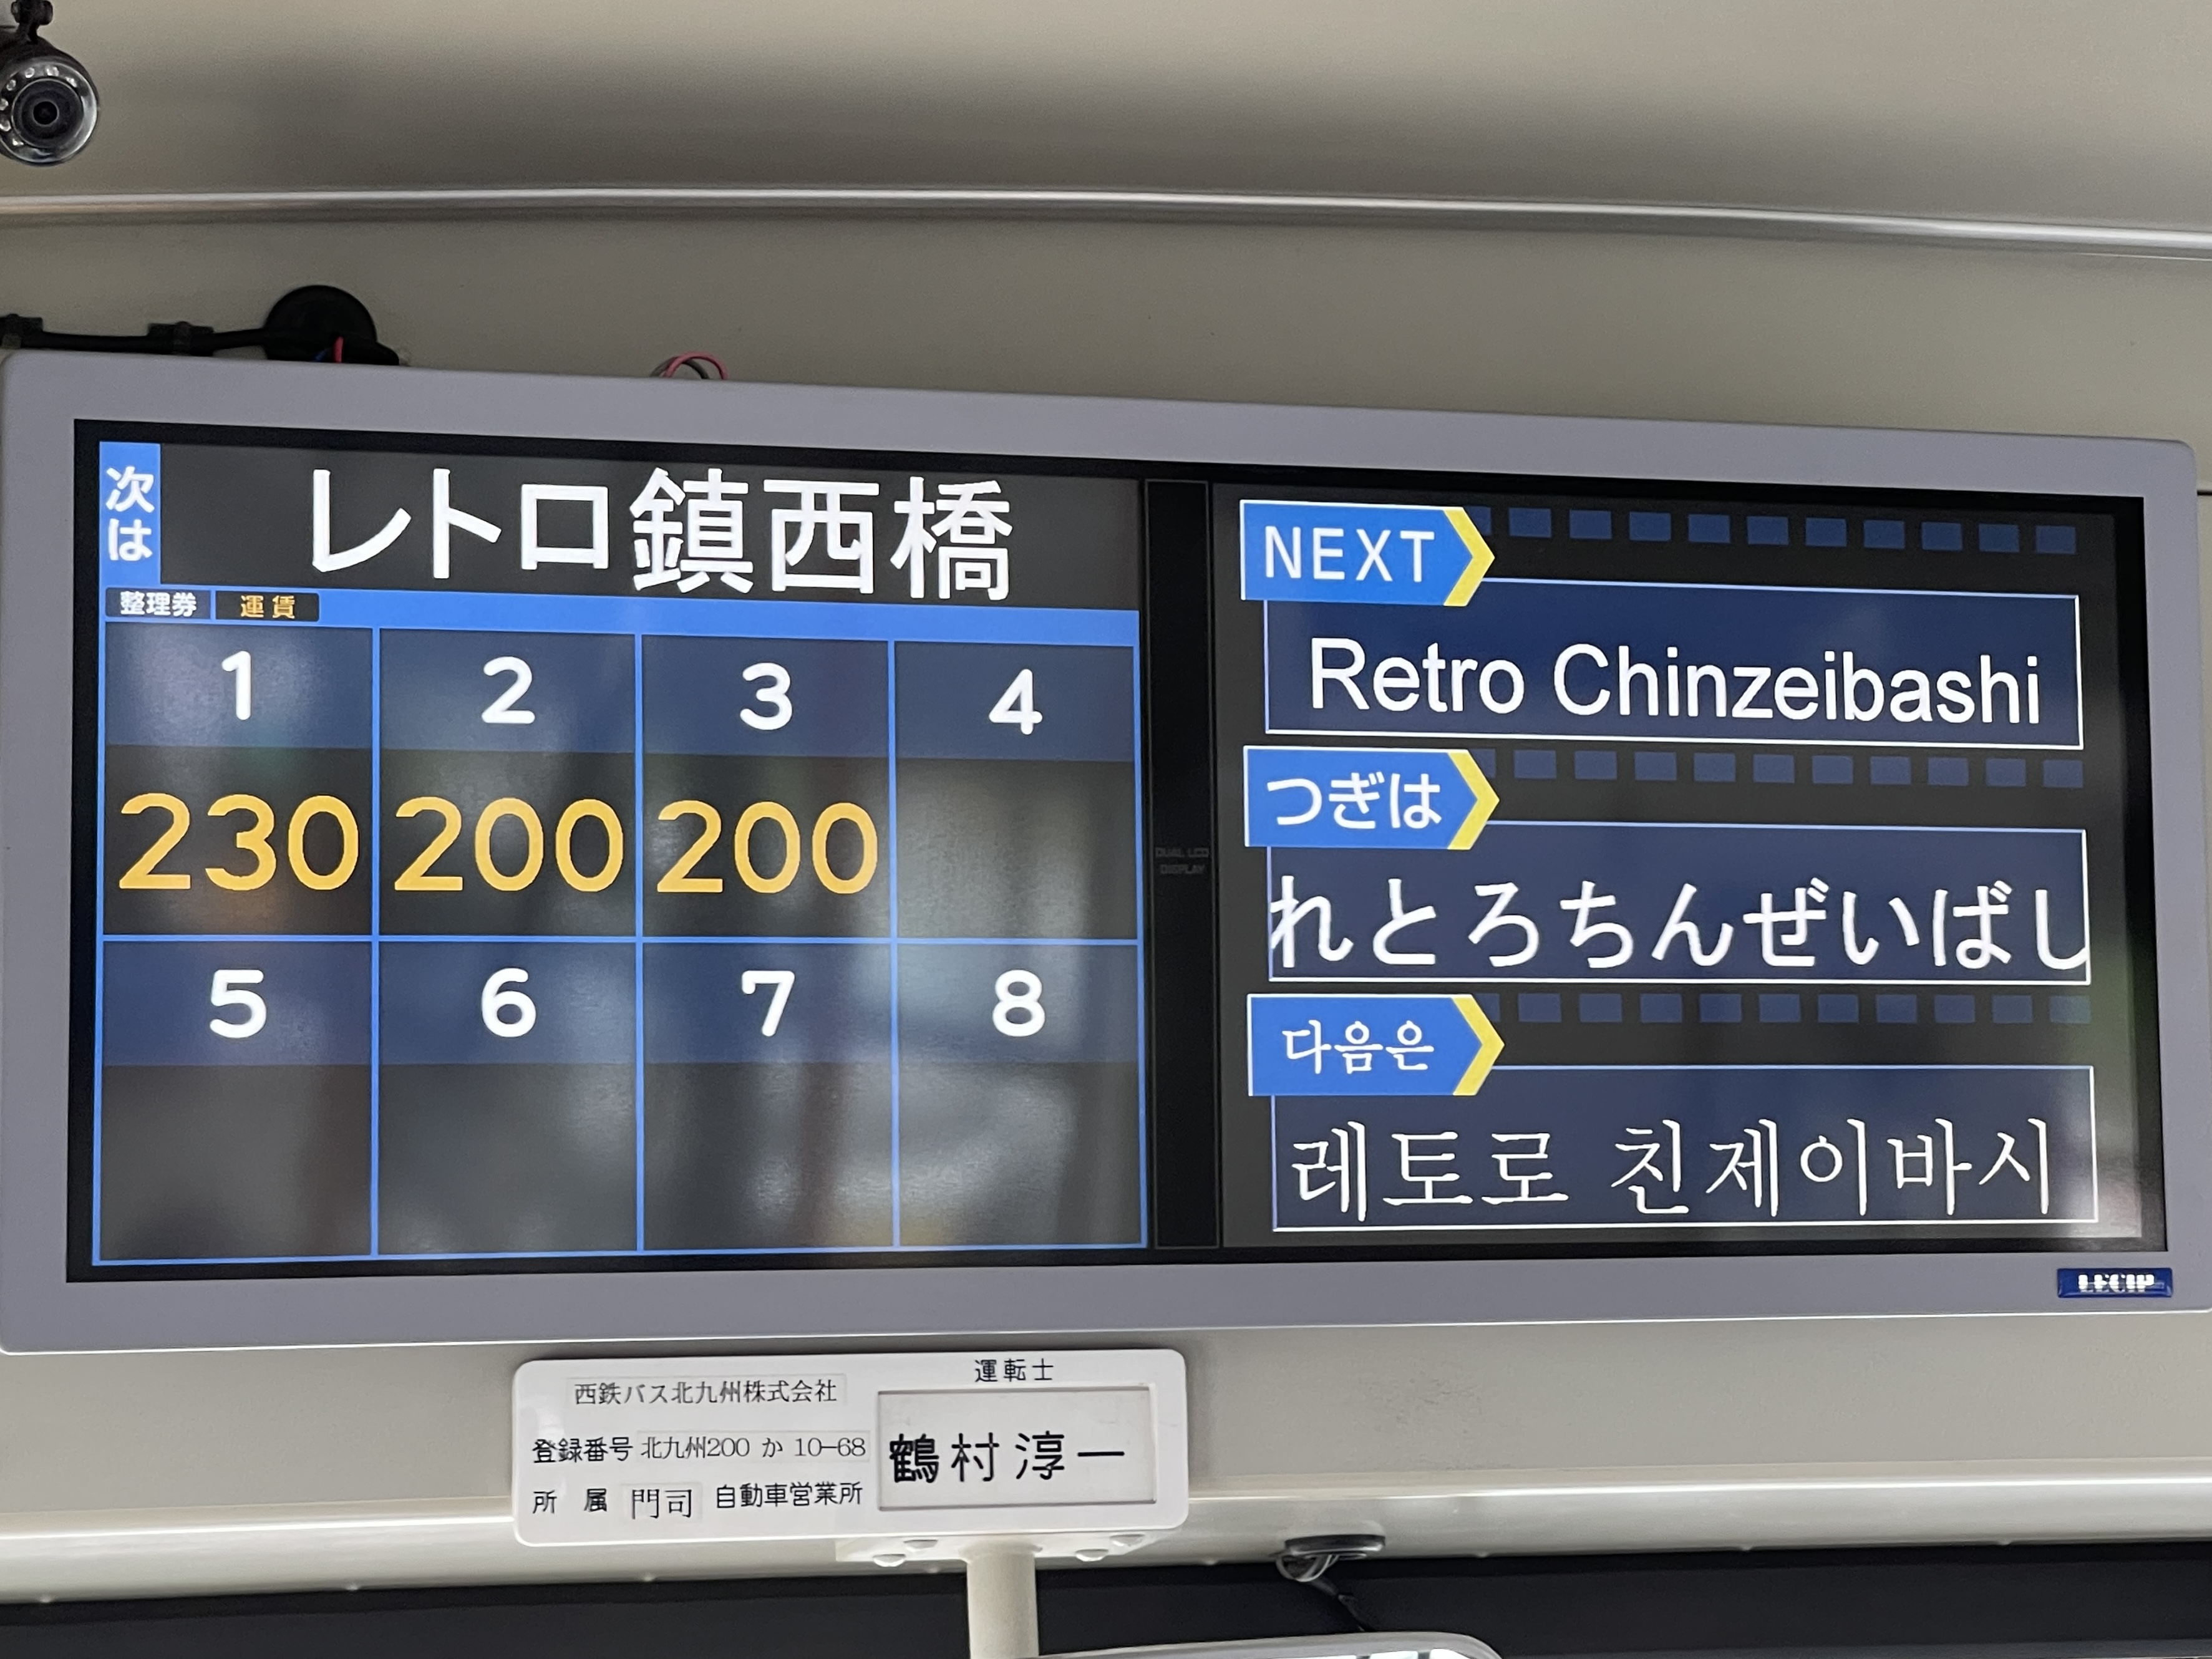 次は
レトロ鎮西橋
整理券 運賃
1 2 3 4
230 200 200
5 6 7 8
DUAL LCD
DISPLAY
NEXT
Retro Chinzeibashi
つぎは
れとろちんぜいばし
다음은
레토로 친제이바시
LECIP
西鉄バス北九州株式会社
登録番号 北九州200 か 10-68
所属 門司 自動車営業所
運転士
鶴村淳一